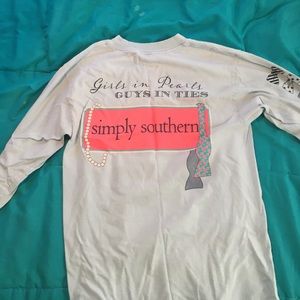 Girls in Pearls
GUYS IN TIES
simply southern